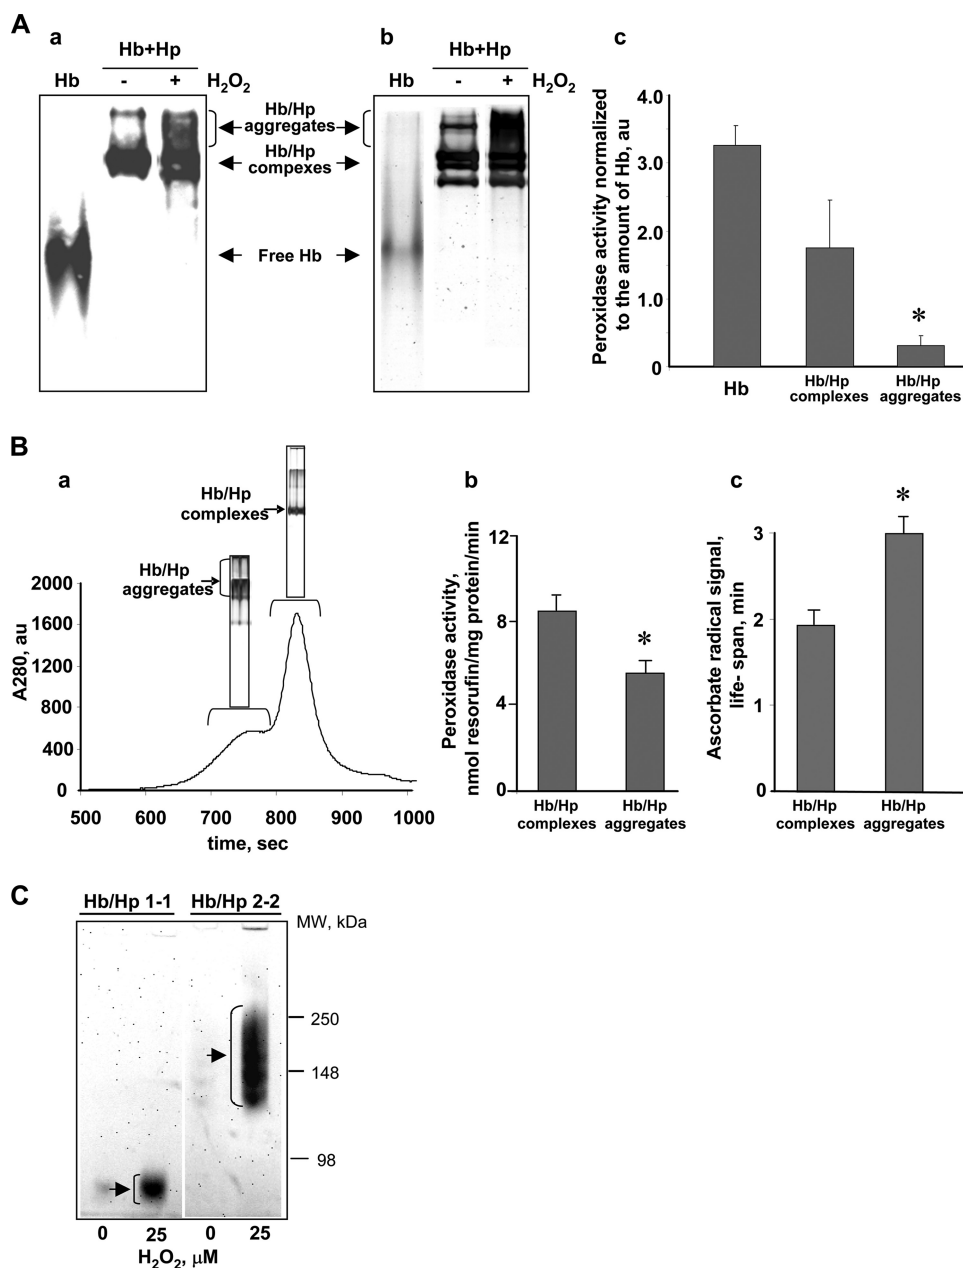 A
a
Hb+Hp
Hb
-
+
H2O2
b
Hb+Hp
Hb
-
+
H2O2
Hb/Hp
aggregates
Hb/Hp
compexes
Free Hb
c
Peroxidase activity normalized
to the amount of Hb, au
4.0
3.0
2.0
1.0
0
*
Hb
Hb/Hp
complexes
Hb/Hp
aggregates
B
a
Hb/Hp
complexes
Hb/Hp
aggregates
A280, au
2000
1600
1200
800
400
0
500
600
700
800
900
1000
time, sec
b
Peroxidase activity,
nmol resorufin/mg protein/min
12
8
4
0
*
Hb/Hp
complexes
Hb/Hp
aggregates
c
Ascorbate radical signal,
life- span, min
3
2
1
0
*
Hb/Hp
complexes
Hb/Hp
aggregates
C
Hb/Hp 1-1
Hb/Hp 2-2
MW, kDa
250
148
98
0
25
0
25
H2O2, μM